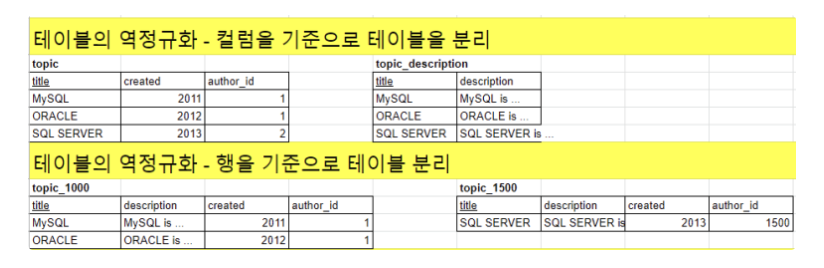 테이블의 역정규화 - 컬럼을 기준으로 테이블을 분리
topic topic_description
title created author_id title description
MySQL 2011 1 MySQL MySQL is ...
ORACLE 2012 1 ORACLE ORACLE is ...
SQL SERVER 2013 2 SQL SERVER SQL SERVER is ...
테이블의 역정규화 - 행을 기준으로 테이블 분리
topic_1000 topic_1500
title description created author_id title description created author_id
MySQL MySQL is ... 2011 1 SQL SERVER SQL SERVER is 2013 1500
ORACLE ORACLE is ... 2012 1